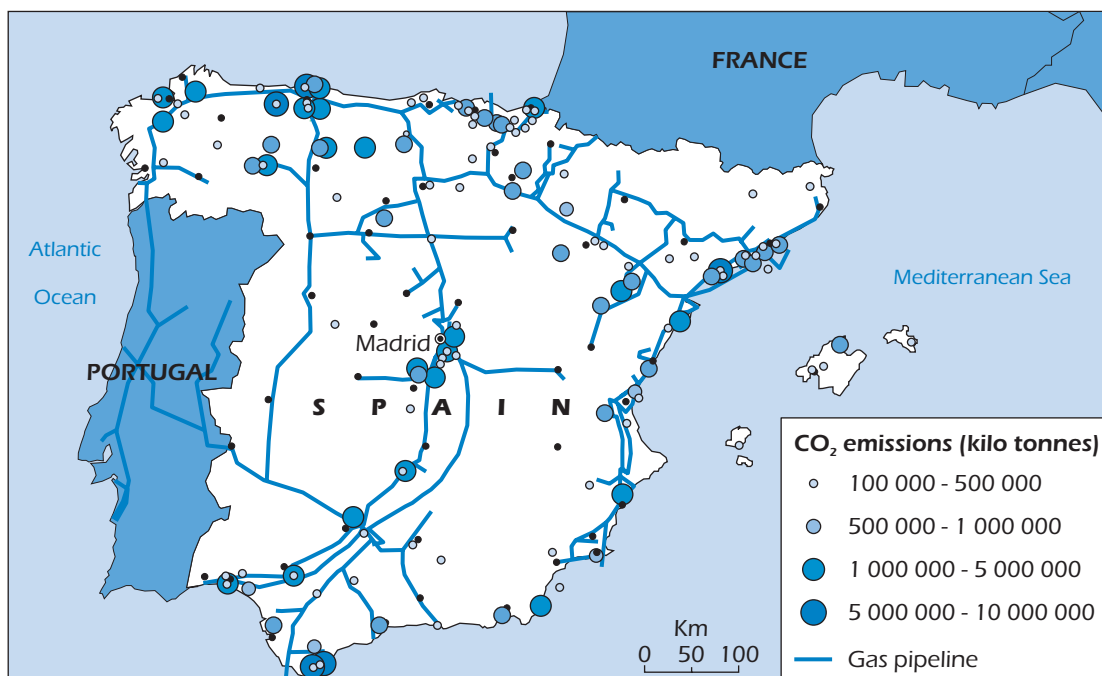 FRANCE
Atlantic
Ocean
Mediterranean Sea
Madrid
PORTUGAL
S P A I N
CO₂ emissions (kilo tonnes)
100 000 - 500 000
500 000 - 1 000 000
1 000 000 - 5 000 000
5 000 000 - 10 000 000
Gas pipeline
Km
0 50 100